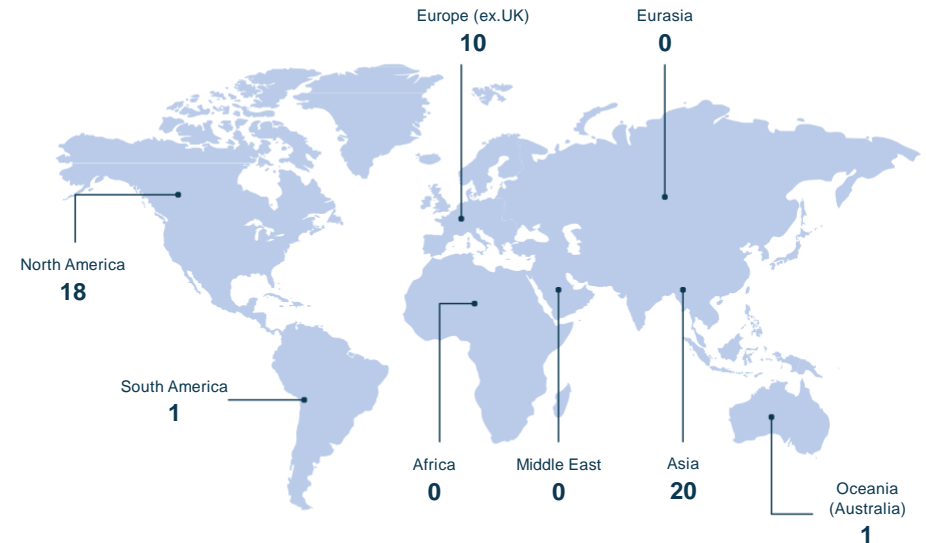 Europe (ex.UK)
10
Eurasia
0
North America
18
South America
1
Africa
0
Middle East
0
Asia
20
Oceania
(Australia)
1